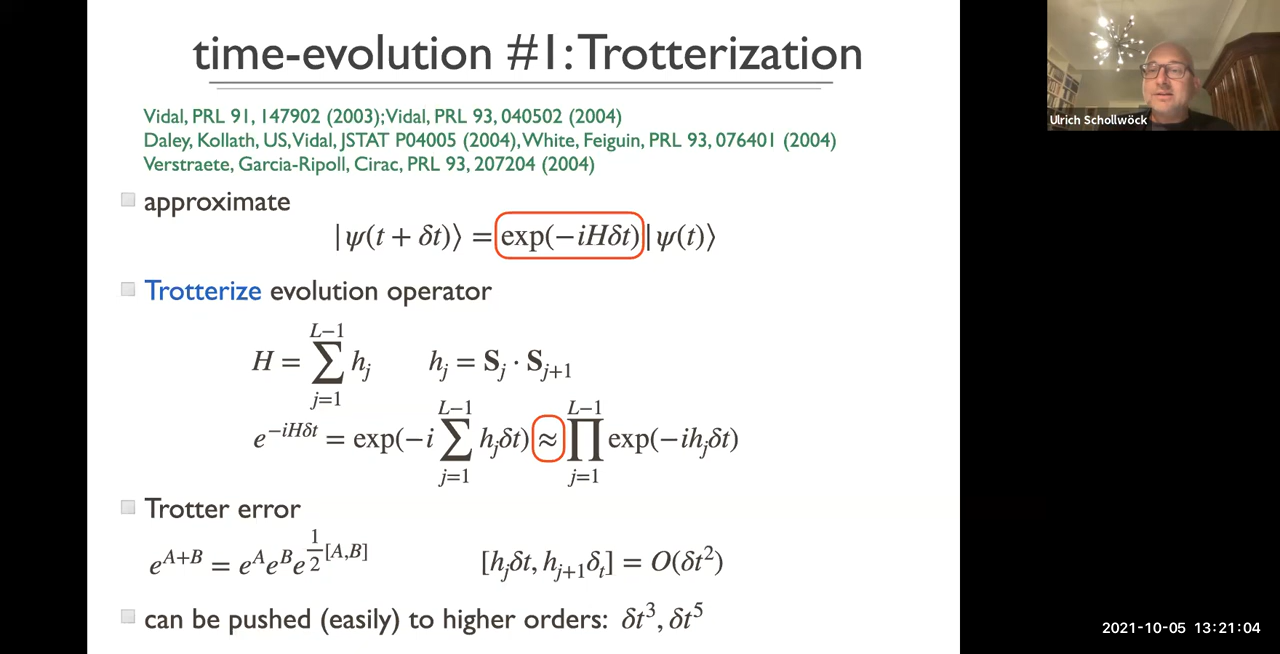 time-evolution #1: Trotterization
Vidal, PRL 91, 147902 (2003); Vidal, PRL 93, 040502 (2004)
Daley, Kollath, US, Vidal, JSTAT P04005 (2004), White, Feiguin, PRL 93, 076401 (2004)
Verstraete, Garcia-Ripoll, Cirac, PRL 93, 207204 (2004)
approximate
|ψ(t + δt)⟩ = exp(−iHδt)|ψ(t)⟩
Trotterize evolution operator
H = ∑_{j=1}^{L−1} h_j    h_j = S_j · S_{j+1}
e^{−iHδt} = exp(−i ∑_{j=1}^{L−1} h_jδt) ≈ ∏_{j=1}^{L−1} exp(−ih_jδt)
Trotter error
e^{A+B} = e^A e^B e^{\frac{1}{2}[A,B]}    [h_jδt, h_{j+1}δ_t] = O(δt²)
can be pushed (easily) to higher orders: δt³, δt⁵
Ulrich Schollwöck
2021-10-05 13:21:04